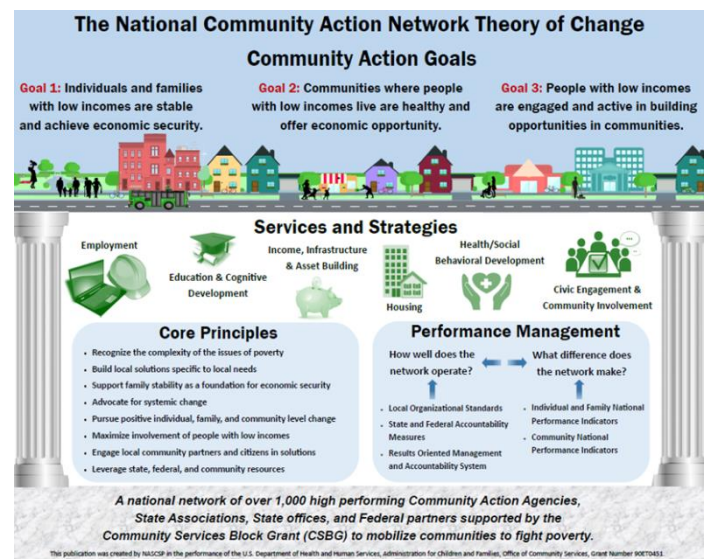 The National Community Action Network Theory of Change
Community Action Goals
Goal 1: Individuals and families
with low incomes are stable
and achieve economic security.
Goal 2: Communities where people
with low incomes live are healthy and
offer economic opportunity.
Goal 3: People with low incomes
are engaged and active in building
opportunities in communities.
Services and Strategies
Employment
Education & Cognitive
Development
Income, Infrastructure
& Asset Building
Housing
Health/Social
Behavioral Development
Civic Engagement &
Community Involvement
Core Principles
• Recognize the complexity of the issues of poverty
• Build local solutions specific to local needs
• Support family stability as a foundation for economic security
• Advocate for systemic change
• Pursue positive individual, family, and community level change
• Maximize involvement of people with low incomes
• Engage local community partners and citizens in solutions
• Leverage state, federal, and community resources
Performance Management
How well does the
network operate?
What difference does
the network make?
• Local Organizational Standards
• State and Federal Accountability
Measures
• Results Oriented Management
and Accountability System
• Individual and Family National
Performance Indicators
• Community National
Performance Indicators
A national network of over 1,000 high performing Community Action Agencies,
State Associations, State offices, and Federal partners supported by the
Community Services Block Grant (CSBG) to mobilize communities to fight poverty.
This publication was created by NASCSP in the performance of the U.S. Department of Health and Human Services, Administration for Children and Families, Office of Community Services, Grant Number 90ET0451